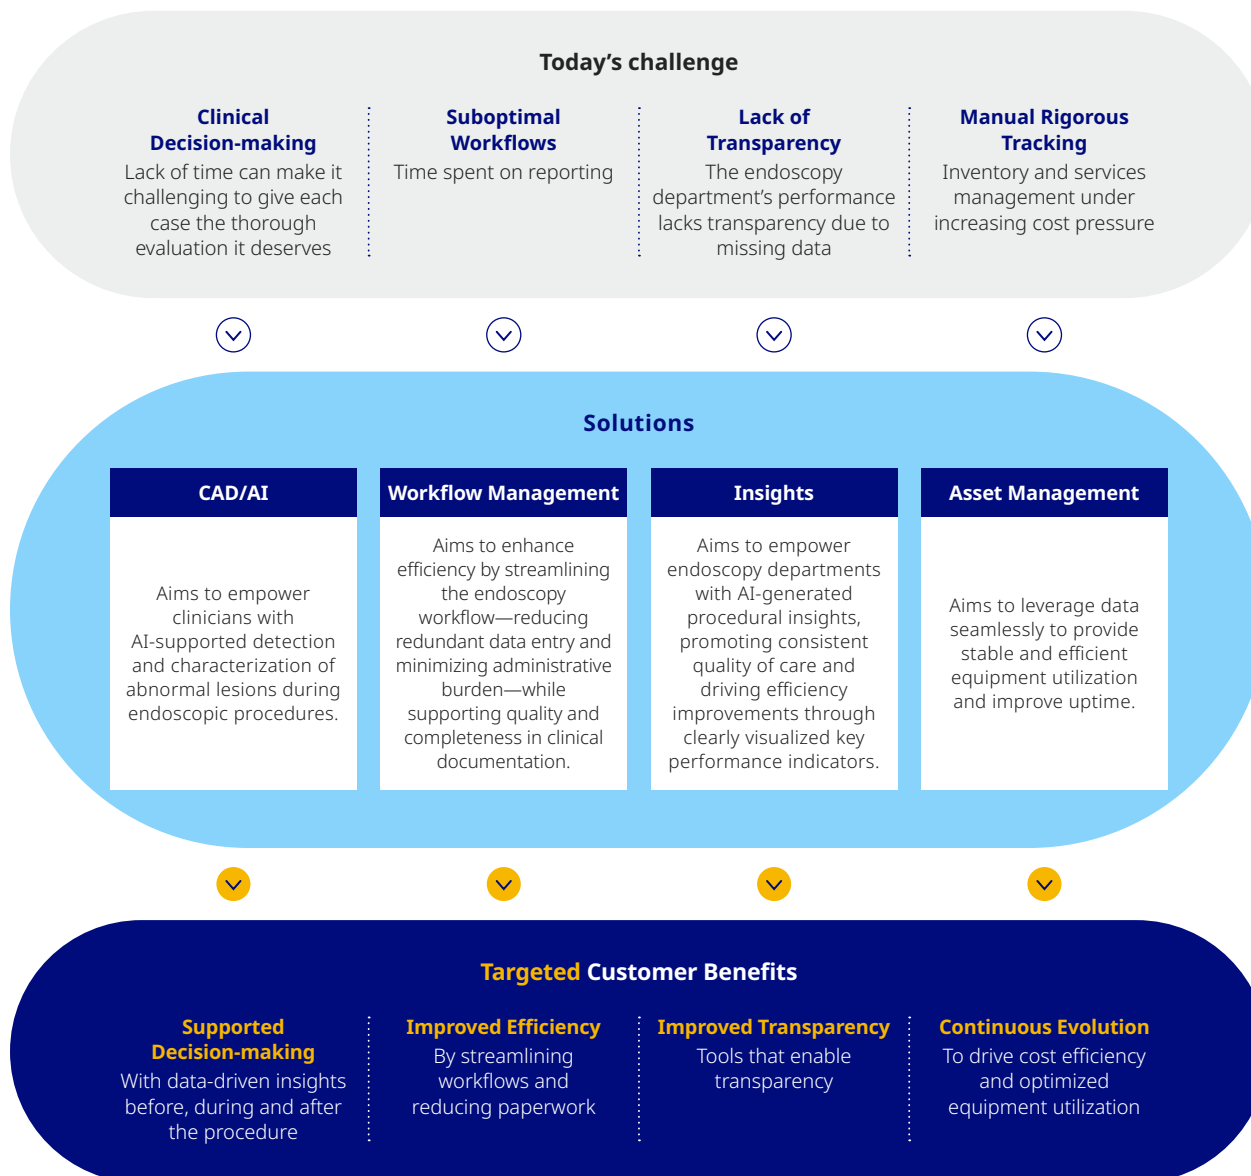 Today’s challenge
Clinical
Decision-making
Lack of time can make it
challenging to give each
case the thorough
evaluation it deserves
Suboptimal
Workflows
Time spent on reporting
Lack of
Transparency
The endoscopy
department’s performance
lacks transparency due to
missing data
Manual Rigorous
Tracking
Inventory and services
management under
increasing cost pressure
Solutions
CAD/AI
Aims to empower
clinicians with
AI-supported detection
and characterization of
abnormal lesions during
endoscopic procedures.
Workflow Management
Aims to enhance
efficiency by streamlining
the endoscopy
workflow—reducing
redundant data entry and
minimizing administrative
burden—while
supporting quality and
completeness in clinical
documentation.
Insights
Aims to empower
endoscopy departments
with AI-generated
procedural insights,
promoting consistent
quality of care and
driving efficiency
improvements through
clearly visualized key
performance indicators.
Asset Management
Aims to leverage data
seamlessly to provide
stable and efficient
equipment utilization
and improve uptime.
Targeted Customer Benefits
Supported
Decision-making
With data-driven insights
before, during and after
the procedure
Improved Efficiency
By streamlining
workflows and
reducing paperwork
Improved Transparency
Tools that enable
transparency
Continuous Evolution
To drive cost efficiency
and optimized
equipment utilization